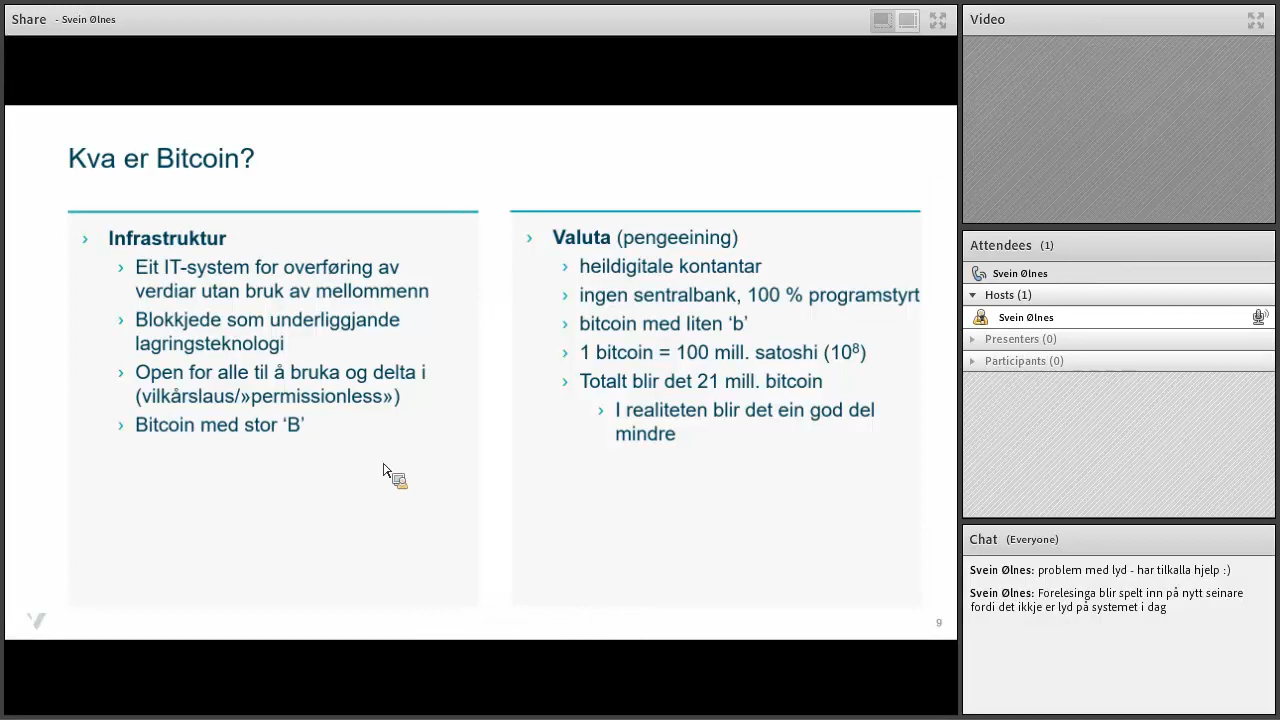 Share - Svein Ølnes
Kva er Bitcoin?
› Infrastruktur
› Eit IT-system for overføring av
verdiar utan bruk av mellommenn
› Blokkjede som underliggjande
lagringsteknologi
› Open for alle til å bruka og delta i
(vilkårslaus/»permissionless»)
› Bitcoin med stor ‘B’
› Valuta (pengeeining)
› heildigitale kontantar
› ingen sentralbank, 100 % programstyrt
› bitcoin med liten ‘b’
› 1 bitcoin = 100 mill. satoshi (10⁸)
› Totalt blir det 21 mill. bitcoin
› I realiteten blir det ein god del
mindre
9
Video
Attendees (1)
Svein Ølnes
Hosts (1)
Svein Ølnes
Presenters (0)
Participants (0)
Chat (Everyone)
Svein Ølnes: problem med lyd - har tilkalla hjelp :)
Svein Ølnes: Forelesinga blir spelt inn på nytt seinare
fordi det ikkje er lyd på systemet i dag